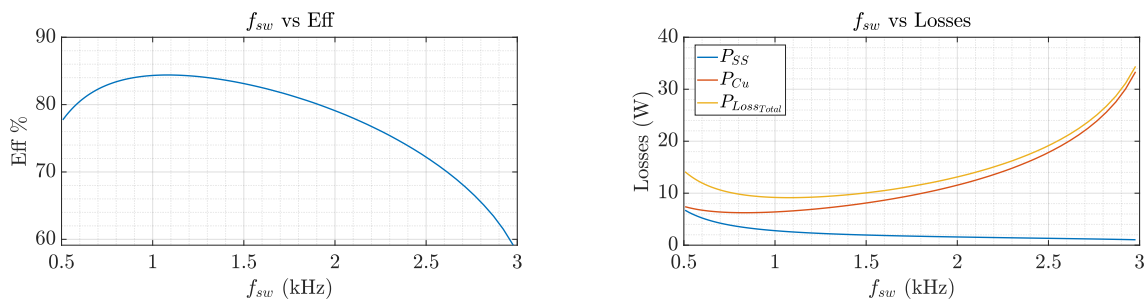 f_sw vs Eff
90
80
70
60
Eff %
0.5 1 1.5 2 2.5 3
f_sw (kHz)
f_sw vs Losses
40
30
20
10
0
Losses (W)
P_SS
P_Cu
P_Loss_Total
0.5 1 1.5 2 2.5 3
f_sw (kHz)